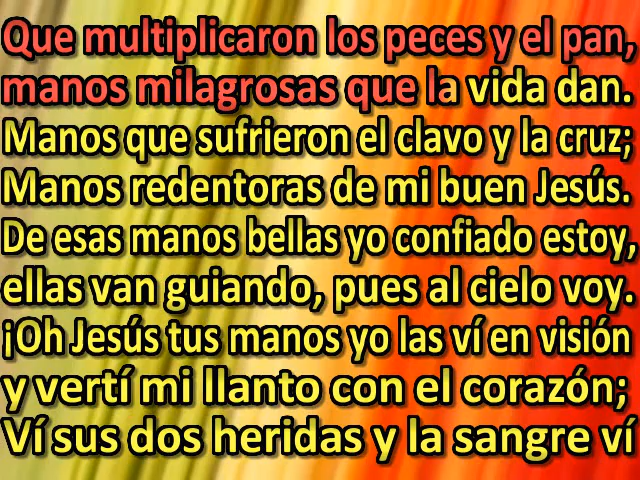 Que multiplicaron los peces y el pan,
manos milagrosas que la vida dan.
Manos que sufrieron el clavo y la cruz;
Manos redentoras de mi buen Jesús.
De esas manos bellas yo confiado estoy,
ellas van guiando, pues al cielo voy.
¡Oh Jesús tus manos yo las ví en visión
y vertí mi llanto con el corazón;
Ví sus dos heridas y la sangre ví